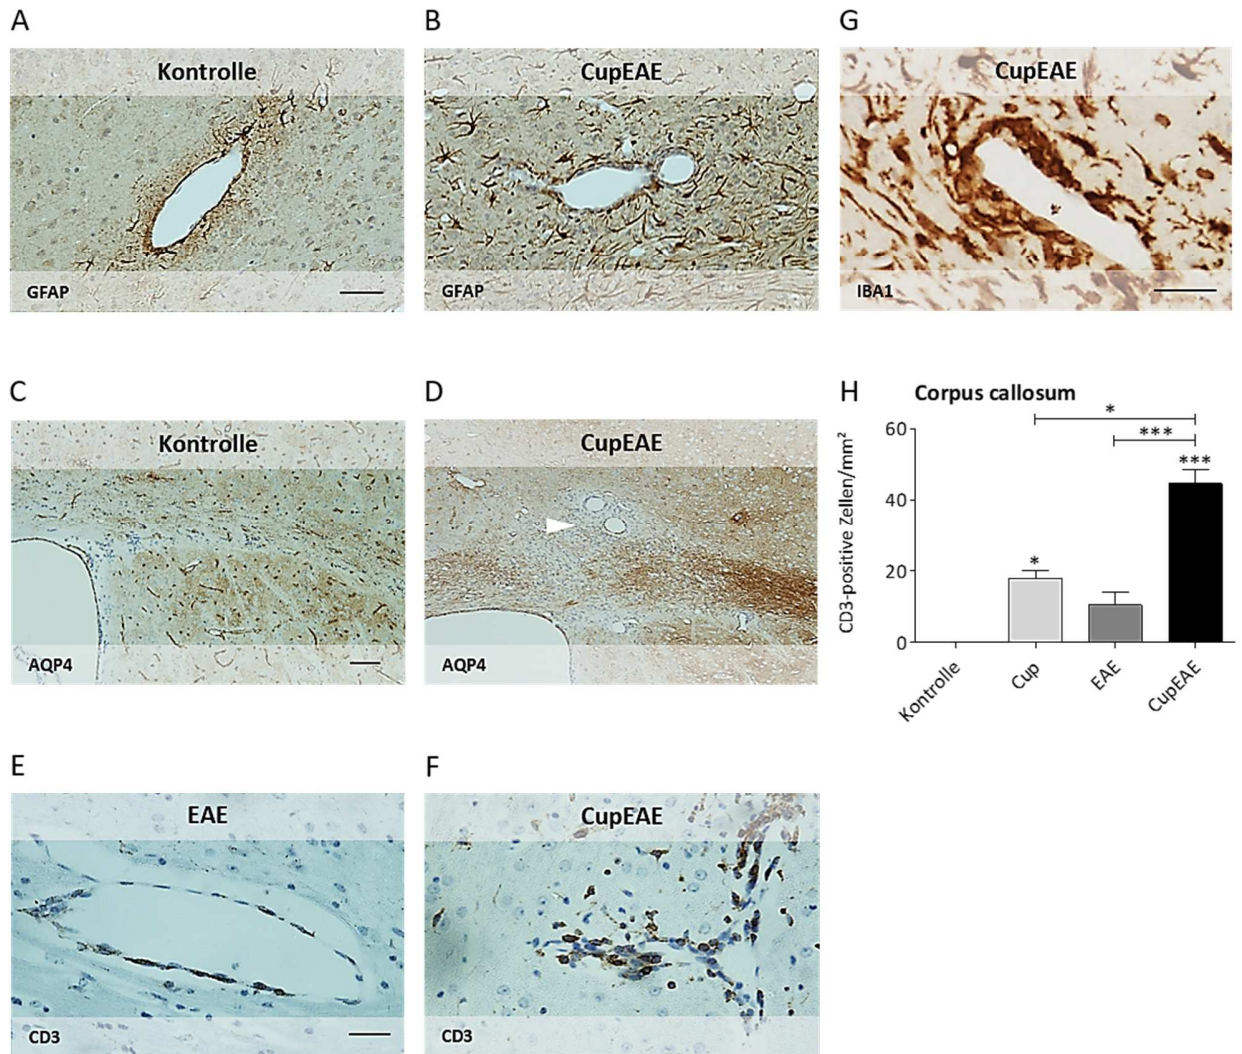 A
Kontrolle
GFAP
B
CupEAE
GFAP
G
CupEAE
IBA1
C
Kontrolle
AQP4
D
CupEAE
AQP4
H
Corpus callosum
*
***
***
*
CD3-positive Zellen/mm²
60
40
20
0
Kontrolle
Cup
EAE
CupEAE
E
EAE
CD3
F
CupEAE
CD3